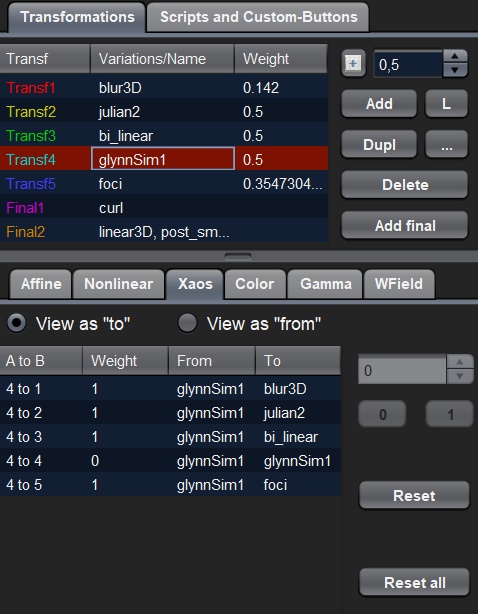 Transformations Scripts and Custom-Buttons
Transf Variations/Name Weight
Transf1 blur3D 0.142
Transf2 julian2 0.5
Transf3 bi_linear 0.5
Transf4 glynnSim1 0.5
Transf5 foci 0.3547304...
Final1 curl
Final2 linear3D, post_sm...
0,5
Add L
Dupl ...
Delete
Add final
Affine Nonlinear Xaos Color Gamma WField
View as "to" View as "from"
A to B Weight From To
4 to 1 1 glynnSim1 blur3D
4 to 2 1 glynnSim1 julian2
4 to 3 1 glynnSim1 bi_linear
4 to 4 0 glynnSim1 glynnSim1
4 to 5 1 glynnSim1 foci
0
0 1
Reset
Reset all